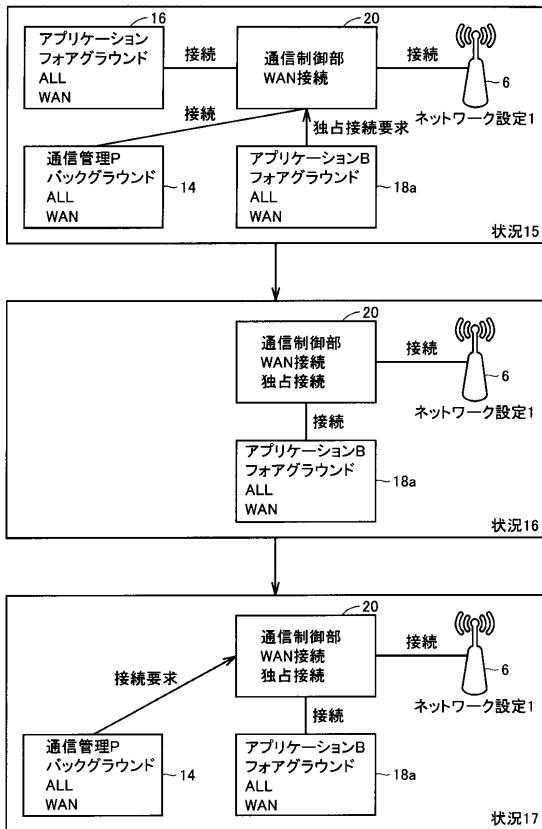 16
アプリケーション
フォアグラウンド
ALL
WAN
接続
20
通信制御部
WAN接続
接続
6
ネットワーク設定1
接続
独占接続要求
通信管理P
バックグラウンド
ALL
WAN
14
アプリケーションB
フォアグラウンド
ALL
WAN
18a
状況15
20
通信制御部
WAN接続
独占接続
接続
6
ネットワーク設定1
接続
アプリケーションB
フォアグラウンド
ALL
WAN
18a
状況16
20
通信制御部
WAN接続
独占接続
接続
6
ネットワーク設定1
接続要求
接続
通信管理P
バックグラウンド
ALL
WAN
14
アプリケーションB
フォアグラウンド
ALL
WAN
18a
状況17